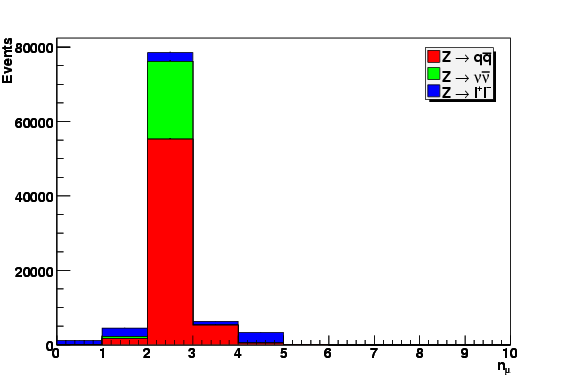 Events
80000
60000
40000
20000
0
Z → qq̅
Z → νν̅
Z → l⁺l⁻
0 1 2 3 4 5 6 7 8 9 10
nμ